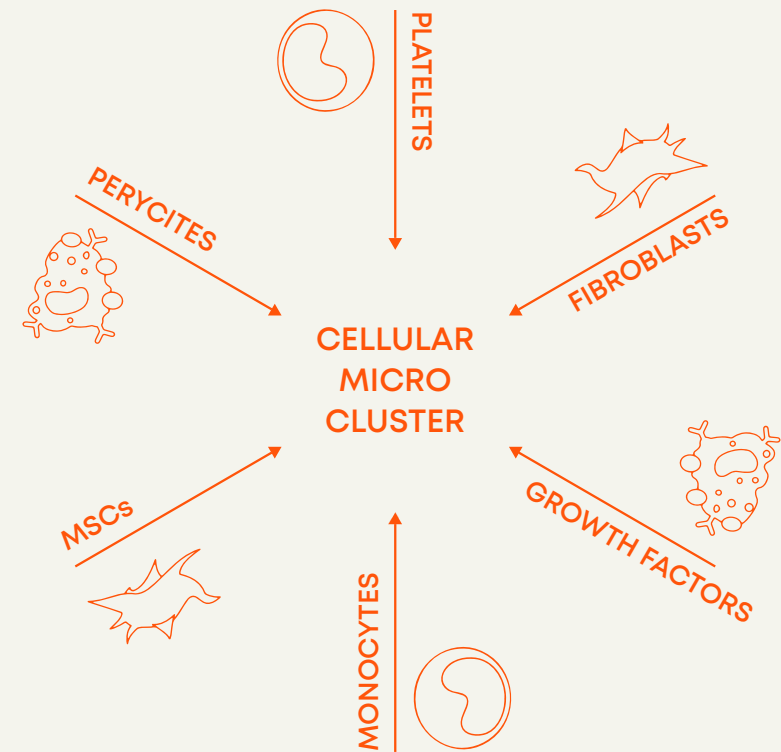 PLATELETS
PERYCITES
FIBROBLASTS
CELLULAR
MICRO
CLUSTER
MSCs
GROWTH FACTORS
MONOCYTES